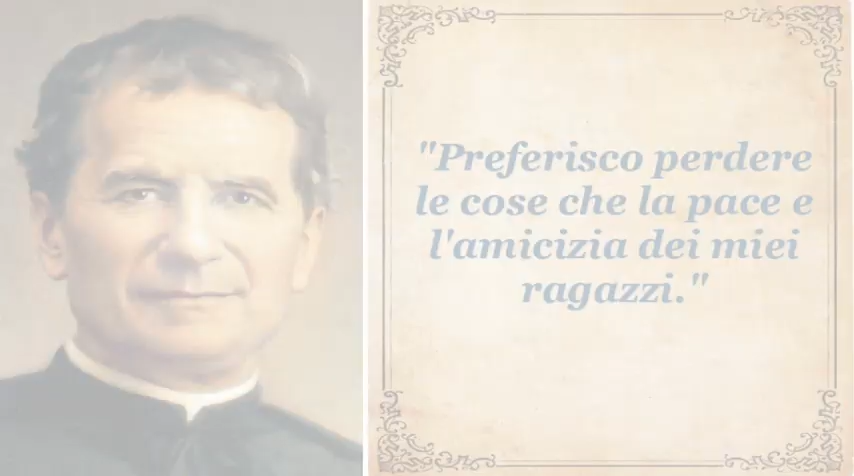 "Preferisco perdere
le cose che la pace e
l'amicizia dei miei
ragazzi."